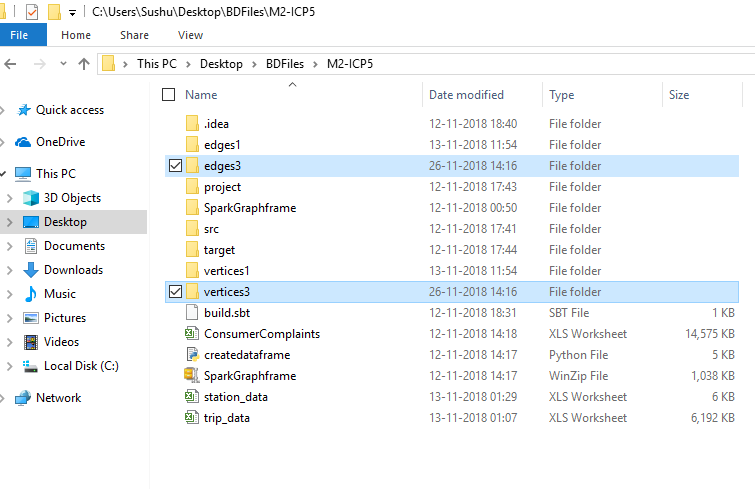 C:\Users\Sushu\Desktop\BDFiles\M2-ICP5
File Home Share View
This PC Desktop BDFiles M2-ICP5
Name Date modified Type Size
Quick access
OneDrive
This PC
3D Objects
Desktop
Documents
Downloads
Music
Pictures
Videos
Local Disk (C:)
Network
.idea 12-11-2018 18:40 File folder
edges1 13-11-2018 11:54 File folder
edges3 26-11-2018 14:16 File folder
project 12-11-2018 17:43 File folder
SparkGraphframe 12-11-2018 00:50 File folder
src 12-11-2018 17:41 File folder
target 12-11-2018 17:44 File folder
vertices1 13-11-2018 11:54 File folder
vertices3 26-11-2018 14:16 File folder
build.sbt 12-11-2018 18:31 SBT File 1 KB
ConsumerComplaints 12-11-2018 14:18 XLS Worksheet 14,575 KB
createdataframe 12-11-2018 14:17 Python File 5 KB
SparkGraphframe 12-11-2018 14:17 WinZip File 1,038 KB
station_data 13-11-2018 01:29 XLS Worksheet 6 KB
trip_data 13-11-2018 01:07 XLS Worksheet 6,192 KB